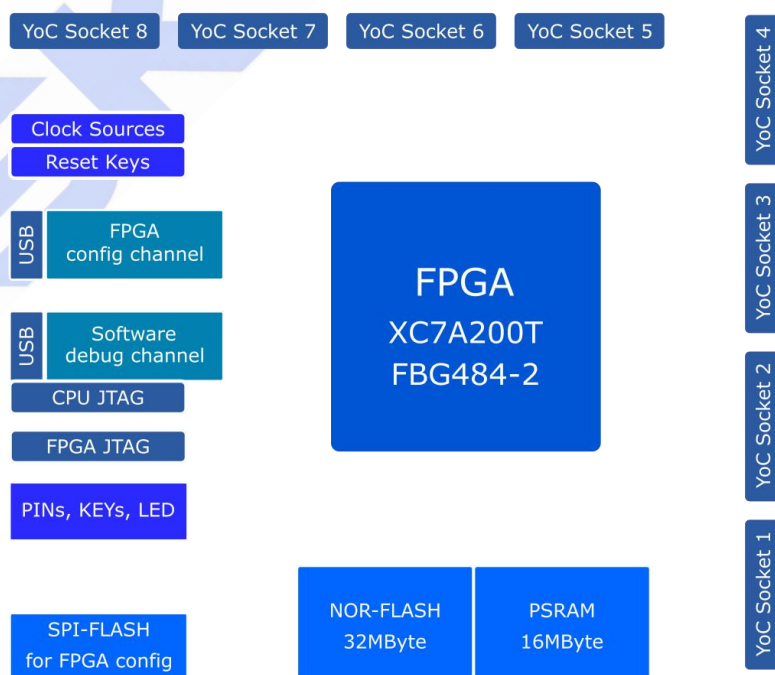 YoC Socket 8
YoC Socket 7
YoC Socket 6
YoC Socket 5
YoC Socket 4
YoC Socket 3
YoC Socket 2
YoC Socket 1
Clock Sources
Reset Keys
USB
FPGA
config channel
USB
Software
debug channel
CPU JTAG
FPGA JTAG
PINs, KEYs, LED
SPI-FLASH
for FPGA config
FPGA
XC7A200T
FBG484-2
NOR-FLASH
32MByte
PSRAM
16MByte